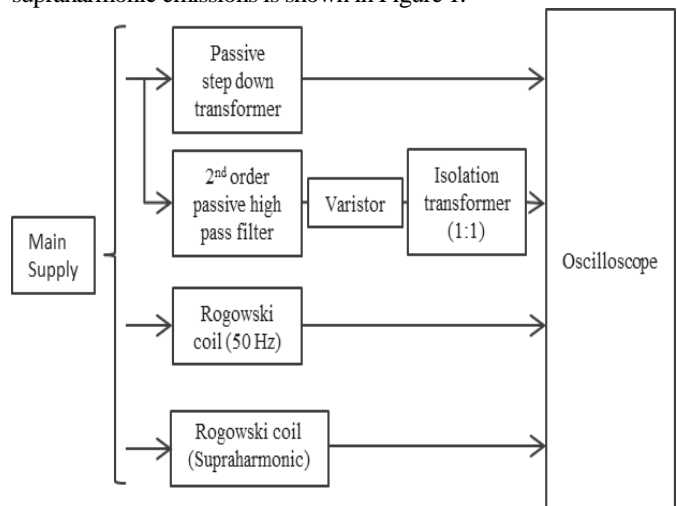 supraharmonic emissions is shown in Figure 1.
Passive
step down
transformer
2nd order
passive high
pass filter
Varistor
Isolation
transformer
(1:1)
Main
Supply
Oscilloscope
Rogowski
coil (50 Hz)
Rogowski coil
(Supraharmonic)